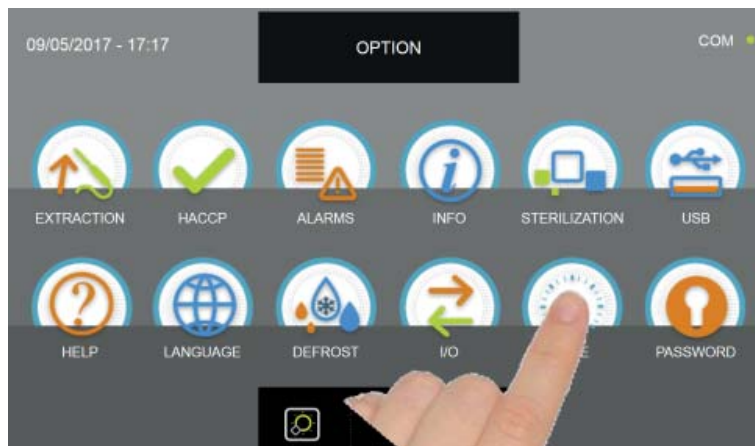 09/05/2017 - 17:17
OPTION
COM
EXTRACTION
HACCP
ALARMS
INFO
STERILIZATION
USB
HELP
LANGUAGE
DEFROST
I/O
PASSWORD